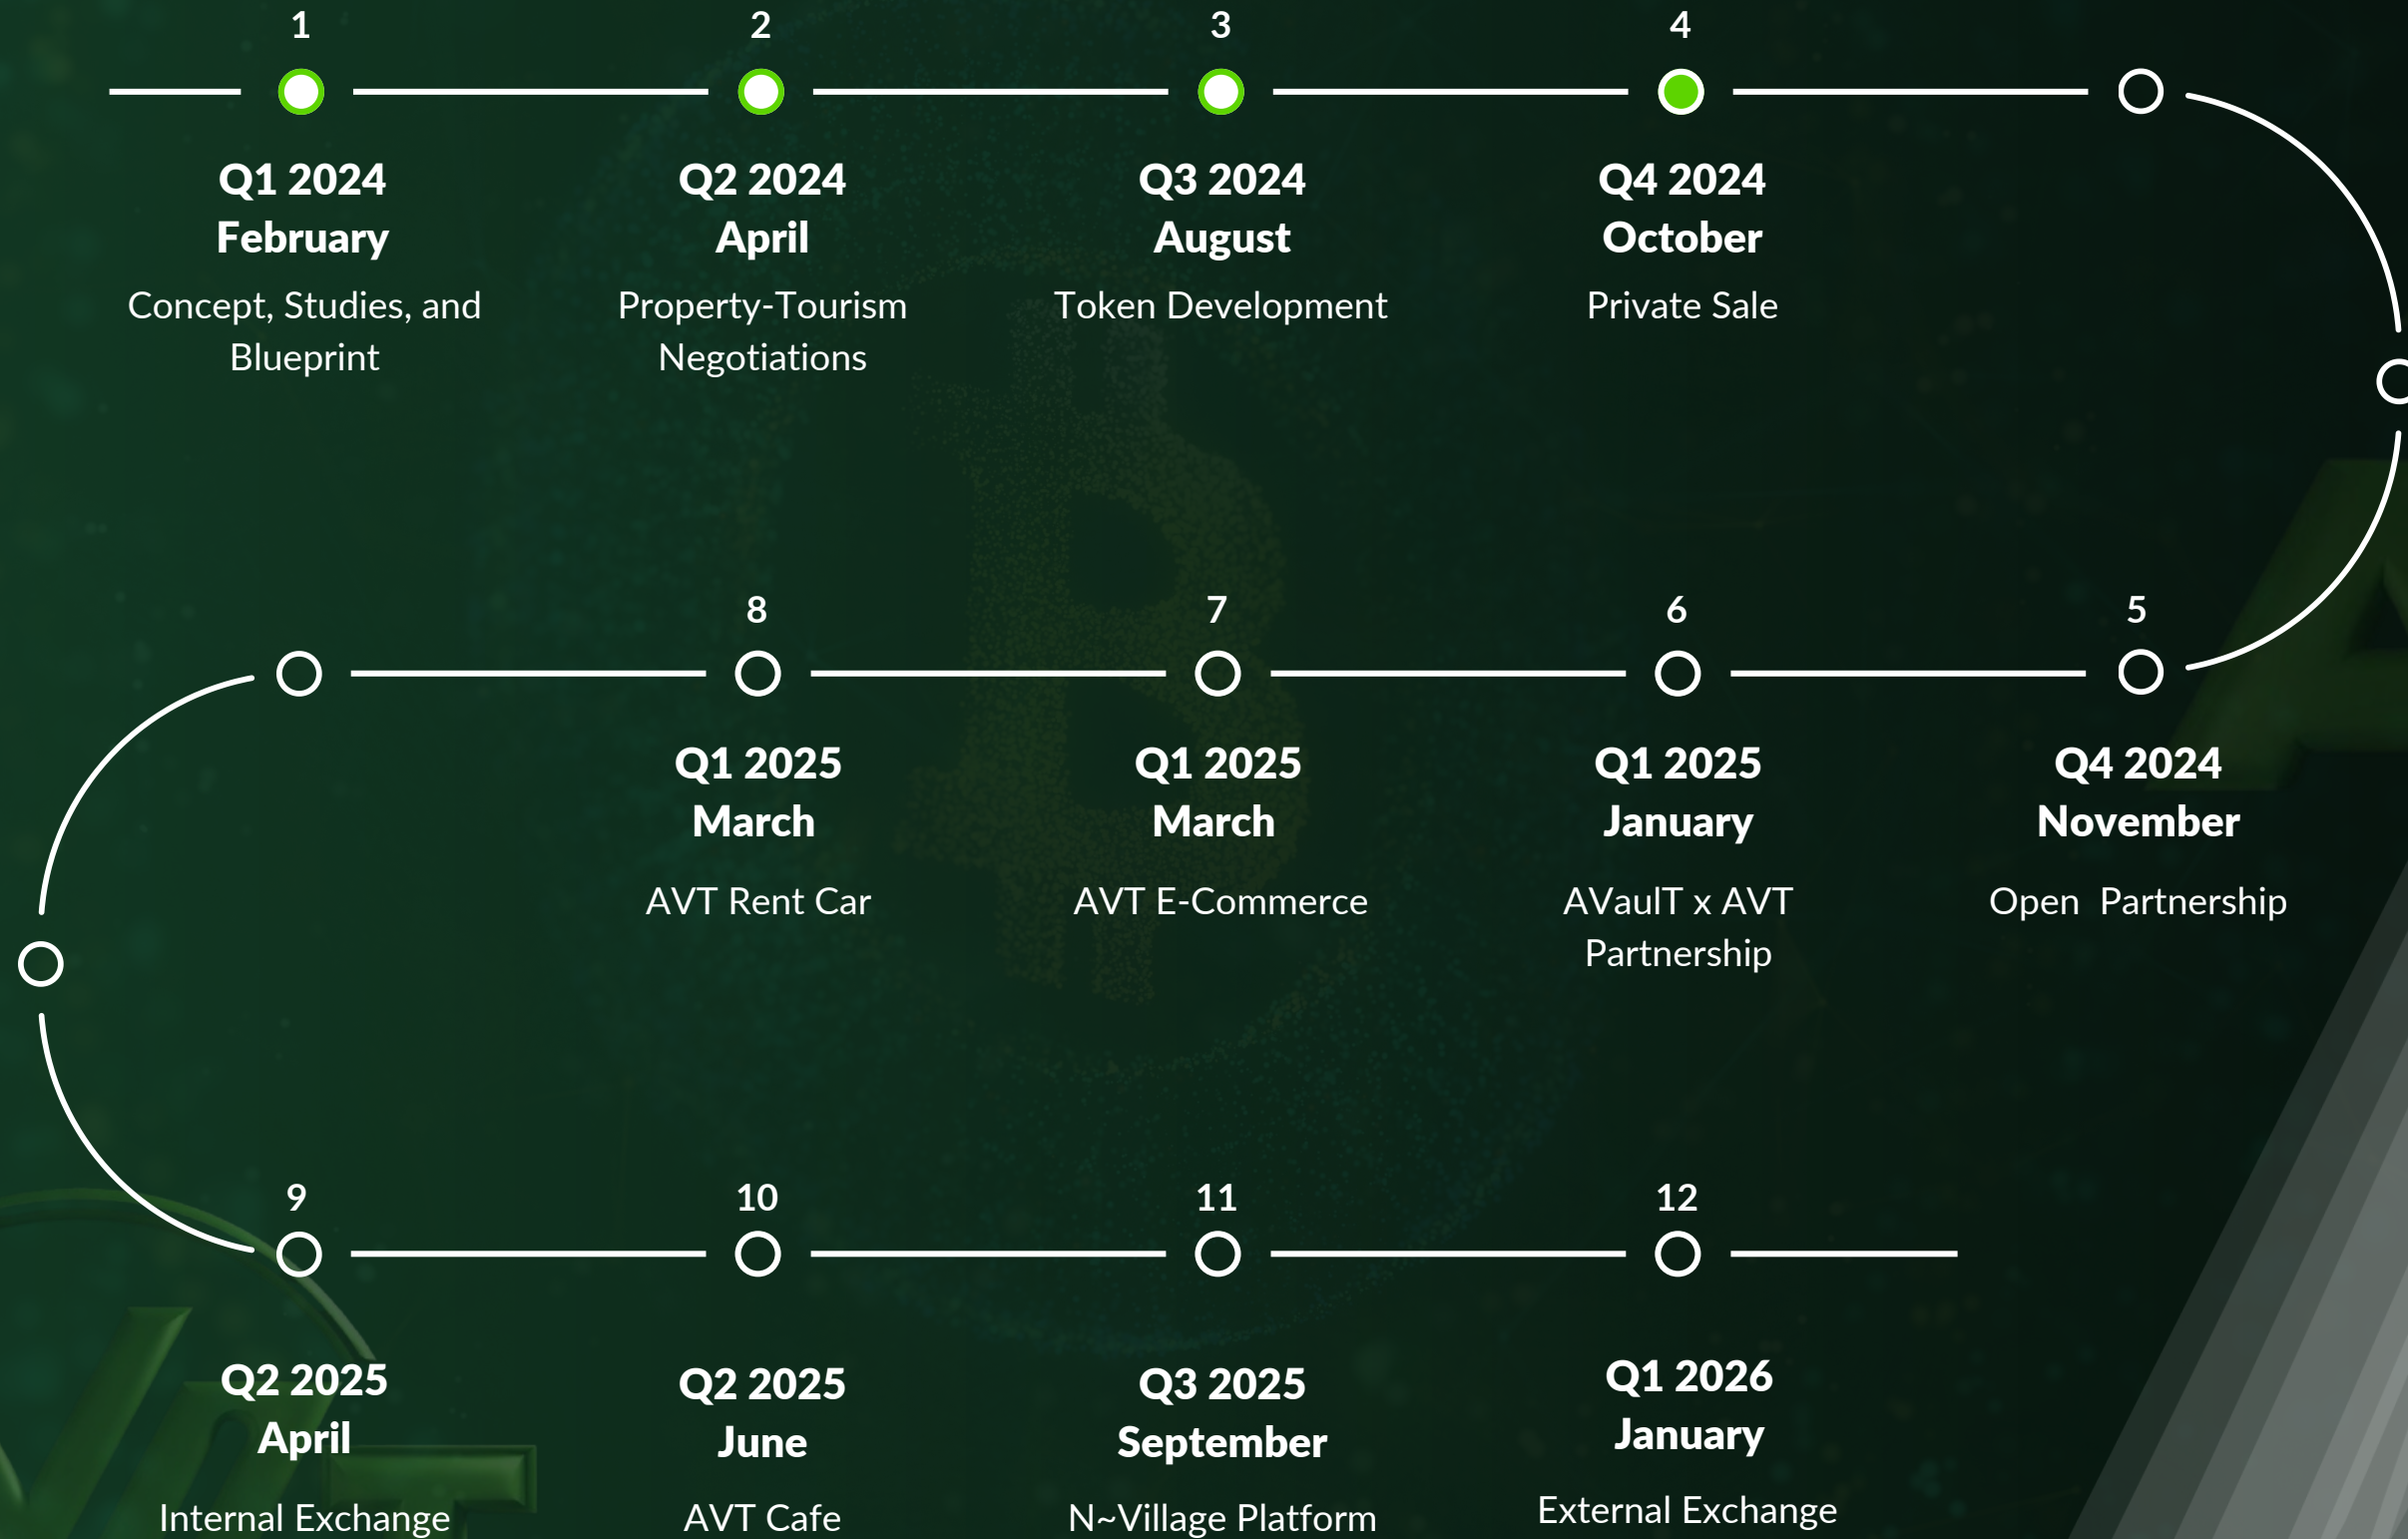 1
Q1 2024
February
Concept, Studies, and
Blueprint
2
Q2 2024
April
Property-Tourism
Negotiations
3
Q3 2024
August
Token Development
4
Q4 2024
October
Private Sale
5
Q4 2024
November
Open  Partnership
6
Q1 2025
January
AVaulT x AVT
Partnership
7
Q1 2025
March
AVT E-Commerce
8
Q1 2025
March
AVT Rent Car
9
Q2 2025
April
Internal Exchange
10
Q2 2025
June
AVT Cafe
11
Q3 2025
September
N~Village Platform
12
Q1 2026
January
External Exchange